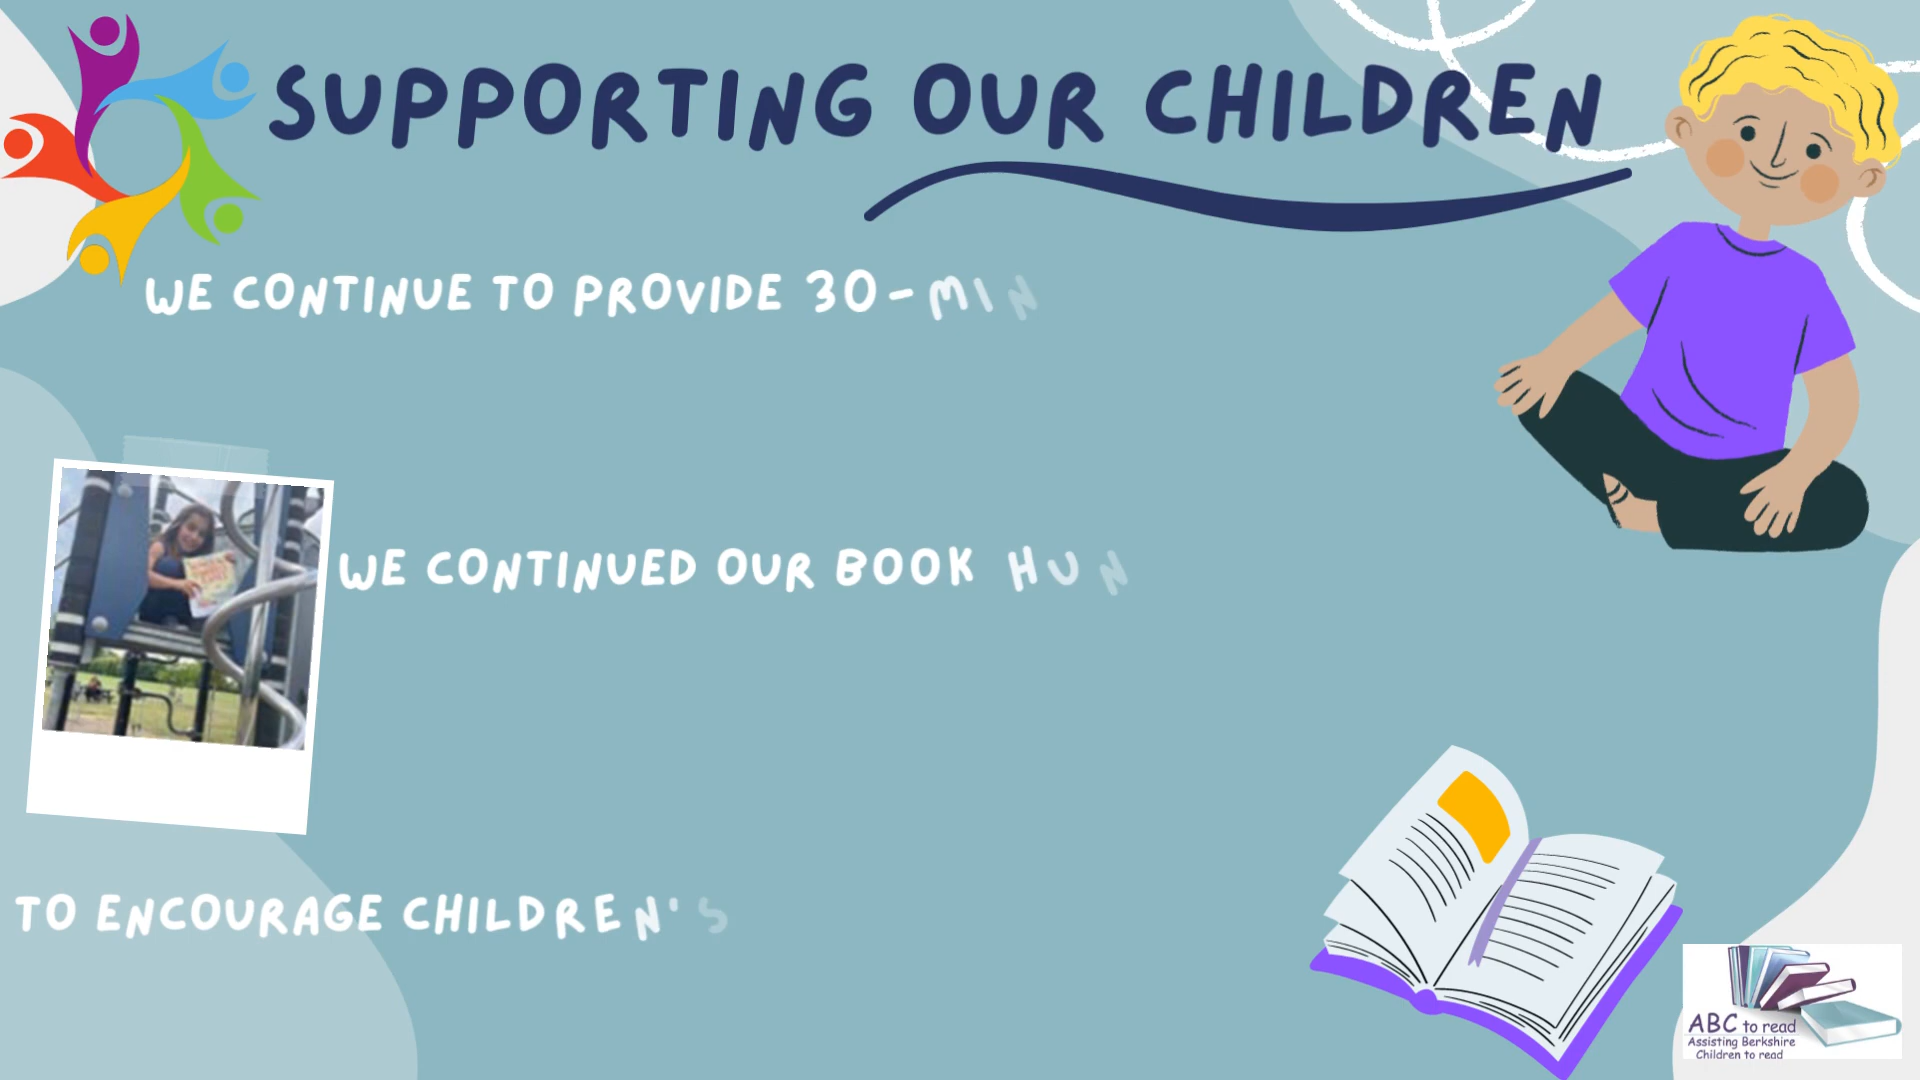 SUPPORTING OUR CHILDREN
WE CONTINUE TO PROVIDE 30-MIN
WE CONTINUED OUR BOOK HUN
TO ENCOURAGE CHILDREN'S
ABC to read
Assisting Berkshire
Children to read